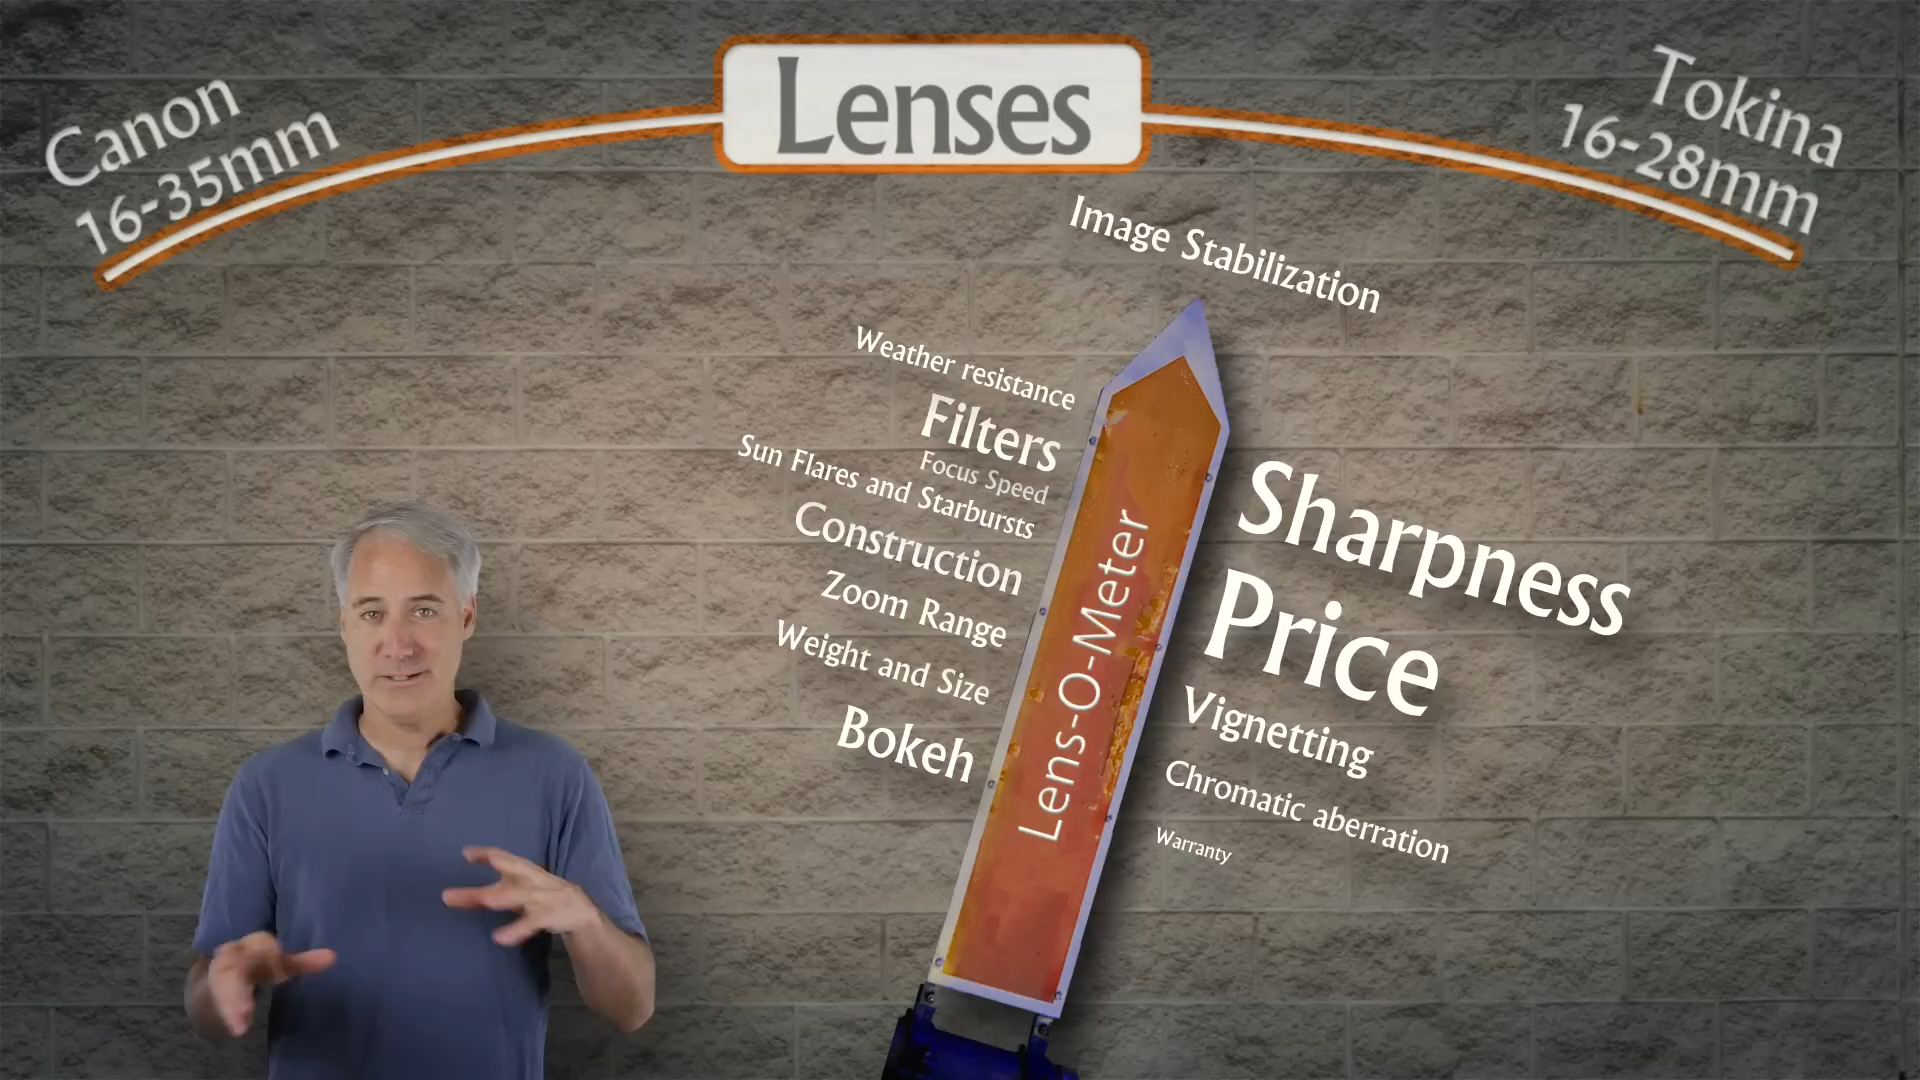 Lenses
Canon
16-35mm
Tokina
16-28mm
Image Stabilization
Weather resistance
Filters
Focus Speed
Sun Flares and Starbursts
Construction
Zoom Range
Weight and Size
Bokeh
Lens-O-Meter
Sharpness
Price
Vignetting
Chromatic aberration
Warranty